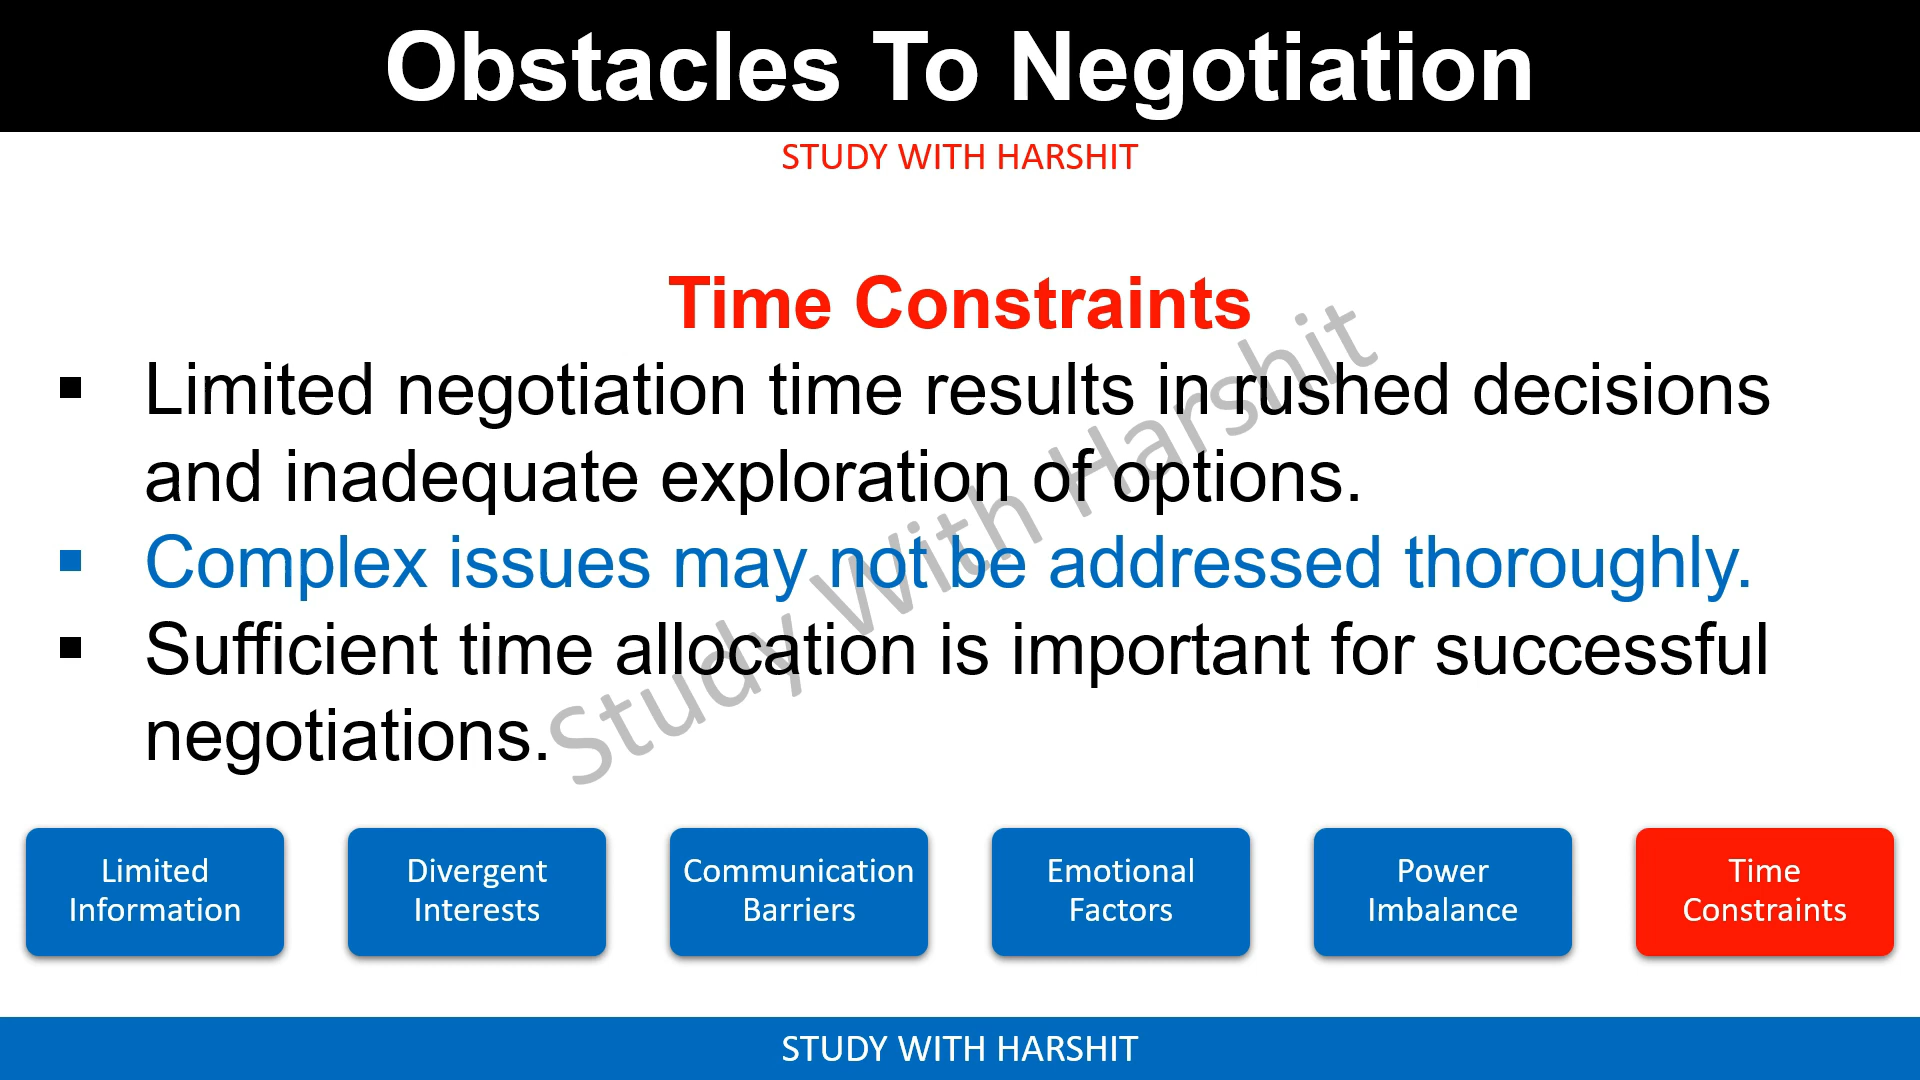 Obstacles To Negotiation
STUDY WITH HARSHIT
Time Constraints
▪ Limited negotiation time results in rushed decisions
and inadequate exploration of options.
▪ Complex issues may not be addressed thoroughly.
▪ Sufficient time allocation is important for successful
negotiations.
Study With Harshit
Limited
Information
Divergent
Interests
Communication
Barriers
Emotional
Factors
Power
Imbalance
Time
Constraints
STUDY WITH HARSHIT